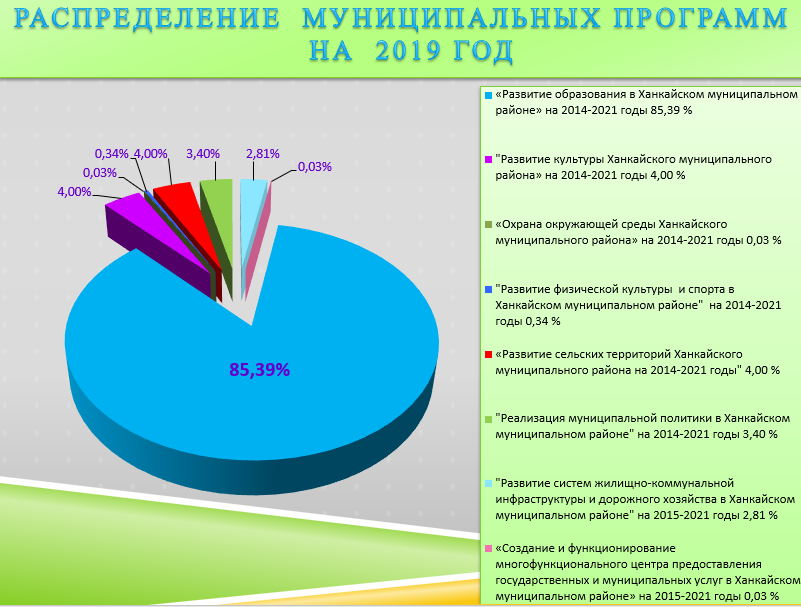 РАСПРЕДЕЛЕНИЕ МУНИЦИПАЛЬНЫХ ПРОГРАММ
НА 2019 ГОД
0,34%
4,00%
3,40%
2,81%
0,03%
0,03%
4,00%
85,39%
«Развитие образования в Ханкайском муниципальном
районе» на 2014-2021 годы 85,39 %
"Развитие культуры Ханкайского муниципального
района» на 2014-2021 годы 4,00 %
«Охрана окружающей среды Ханкайского
муниципального района» на 2014-2021 годы 0,03 %
"Развитие физической культуры и спорта в
Ханкайском муниципальном районе" на 2014-2021
годы 0,34 %
«Развитие сельских территорий Ханкайского
муниципального района на 2014-2021 годы" 4,00 %
"Реализация муниципальной политики в Ханкайском
муниципальном районе" на 2014-2021 годы 3,40 %
"Развитие систем жилищно-коммунальной
инфраструктуры и дорожного хозяйства в Ханкайском
муниципальном районе" на 2015-2021 годы 2,81 %
«Создание и функционирование
многофункционального центра предоставления
государственных и муниципальных услуг в Ханкайском
муниципальном районе» на 2015-2021 годы 0,03 %